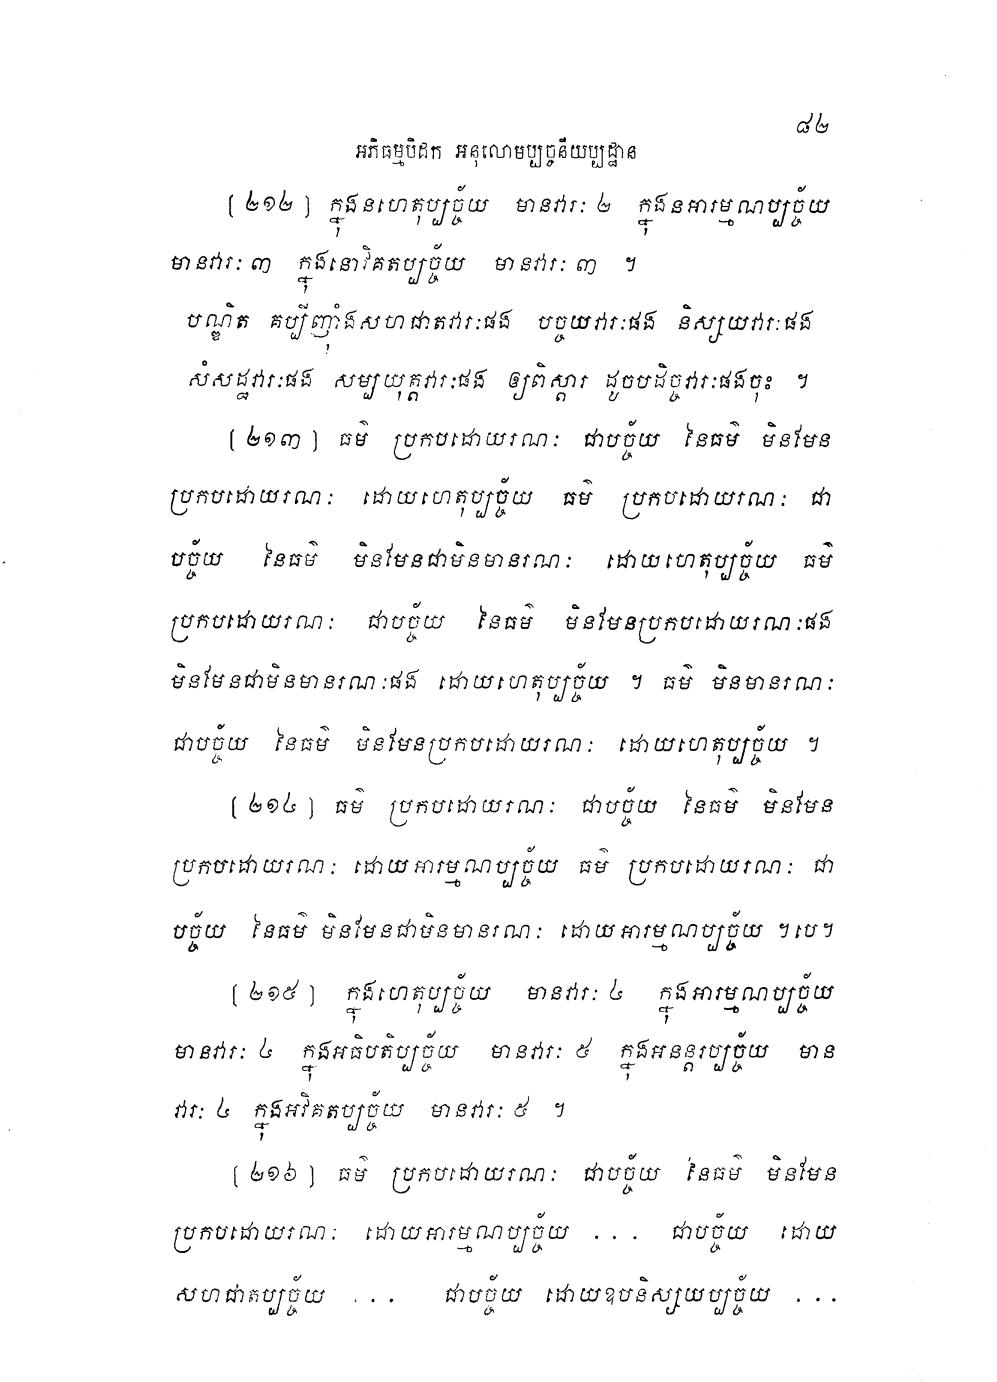 ៨២
អភិធម្មបិដក អនុលោមប្បច្ចនីយប្បដ្ឋាន
[២១២] ក្នុងនហេតុប្បច្ច័យ មានវារៈ ២ ក្នុងនអារម្មណប្បច្ច័យ
មានវារៈ ៣ ក្នុងនោវិគតប្បច្ច័យ មានវារៈ ៣ ។
បណ្ឌិត គប្បីញ៉ាំងសហជាតវារៈផង បច្ចយវារៈផង និស្សយវារៈផង
សំសដ្ឋវារៈផង សម្បយុត្តវារៈផង ឲ្យពិស្តារ ដូចបដិច្ចវារៈផងចុះ ។
[២១៣] ធម៌ ប្រកបដោយរណៈ ជាបច្ច័យ នៃធម៌ មិនមែន
ប្រកបដោយរណៈ ដោយហេតុប្បច្ច័យ ធម៌ ប្រកបដោយរណៈ ជា
បច្ច័យ នៃធម៌ មិនមែនជាមិនមានរណៈ ដោយហេតុប្បច្ច័យ ធម៌
ប្រកបដោយរណៈ ជាបច្ច័យ នៃធម៌ មិនមែនប្រកបដោយរណៈផង
មិនមែនជាមិនមានរណៈផង ដោយហេតុប្បច្ច័យ ។ ធម៌ មិនមានរណៈ
ជាបច្ច័យ នៃធម៌ មិនមែនប្រកបដោយរណៈ ដោយហេតុប្បច្ច័យ ។
[២១៤] ធម៌ ប្រកបដោយរណៈ ជាបច្ច័យ នៃធម៌ មិនមែន
ប្រកបដោយរណៈ ដោយអារម្មណប្បច្ច័យ ធម៌ ប្រកបដោយរណៈ ជា
បច្ច័យ នៃធម៌ មិនមែនជាមិនមានរណៈ ដោយអារម្មណប្បច្ច័យ ។បេ។
[២១៥] ក្នុងហេតុប្បច្ច័យ មានវារៈ ៤ ក្នុងអារម្មណប្បច្ច័យ
មានវារៈ ៤ ក្នុងអធិបតិប្បច្ច័យ មានវារៈ ៥ ក្នុងអនន្តរប្បច្ច័យ មាន
វារៈ ៤ ក្នុងអវិគតប្បច្ច័យ មានវារៈ ៥ ។
[២១៦] ធម៌ ប្រកបដោយរណៈ ជាបច្ច័យ នៃធម៌ មិនមែន
ប្រកបដោយរណៈ ដោយអារម្មណប្បច្ច័យ ... ជាបច្ច័យ ដោយ
សហជាតប្បច្ច័យ ... ជាបច្ច័យ ដោយឧបនិស្សយប្បច្ច័យ ...